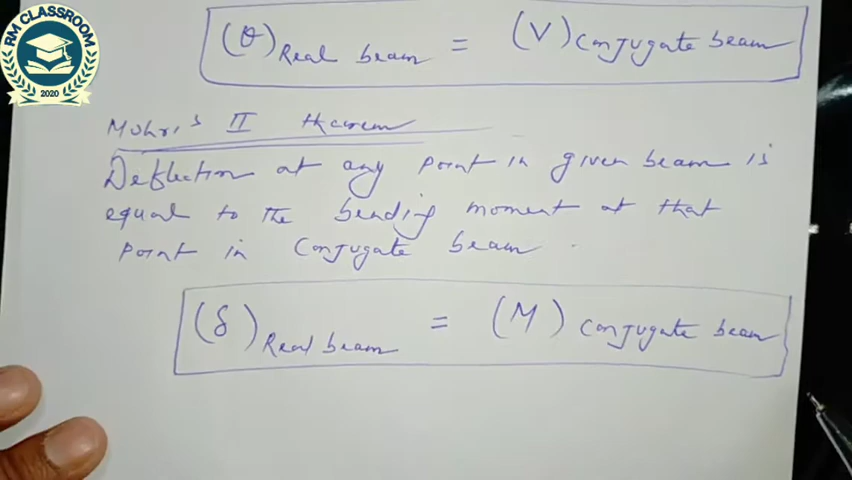 RM CLASSROOM
2020
(θ) Real beam = (V) Conjugate beam
Mohr's II theorem
Deflection at any point in given beam is
equal to the bending moment at that
point in Conjugate beam
(δ) Real beam = (M) Conjugate beam